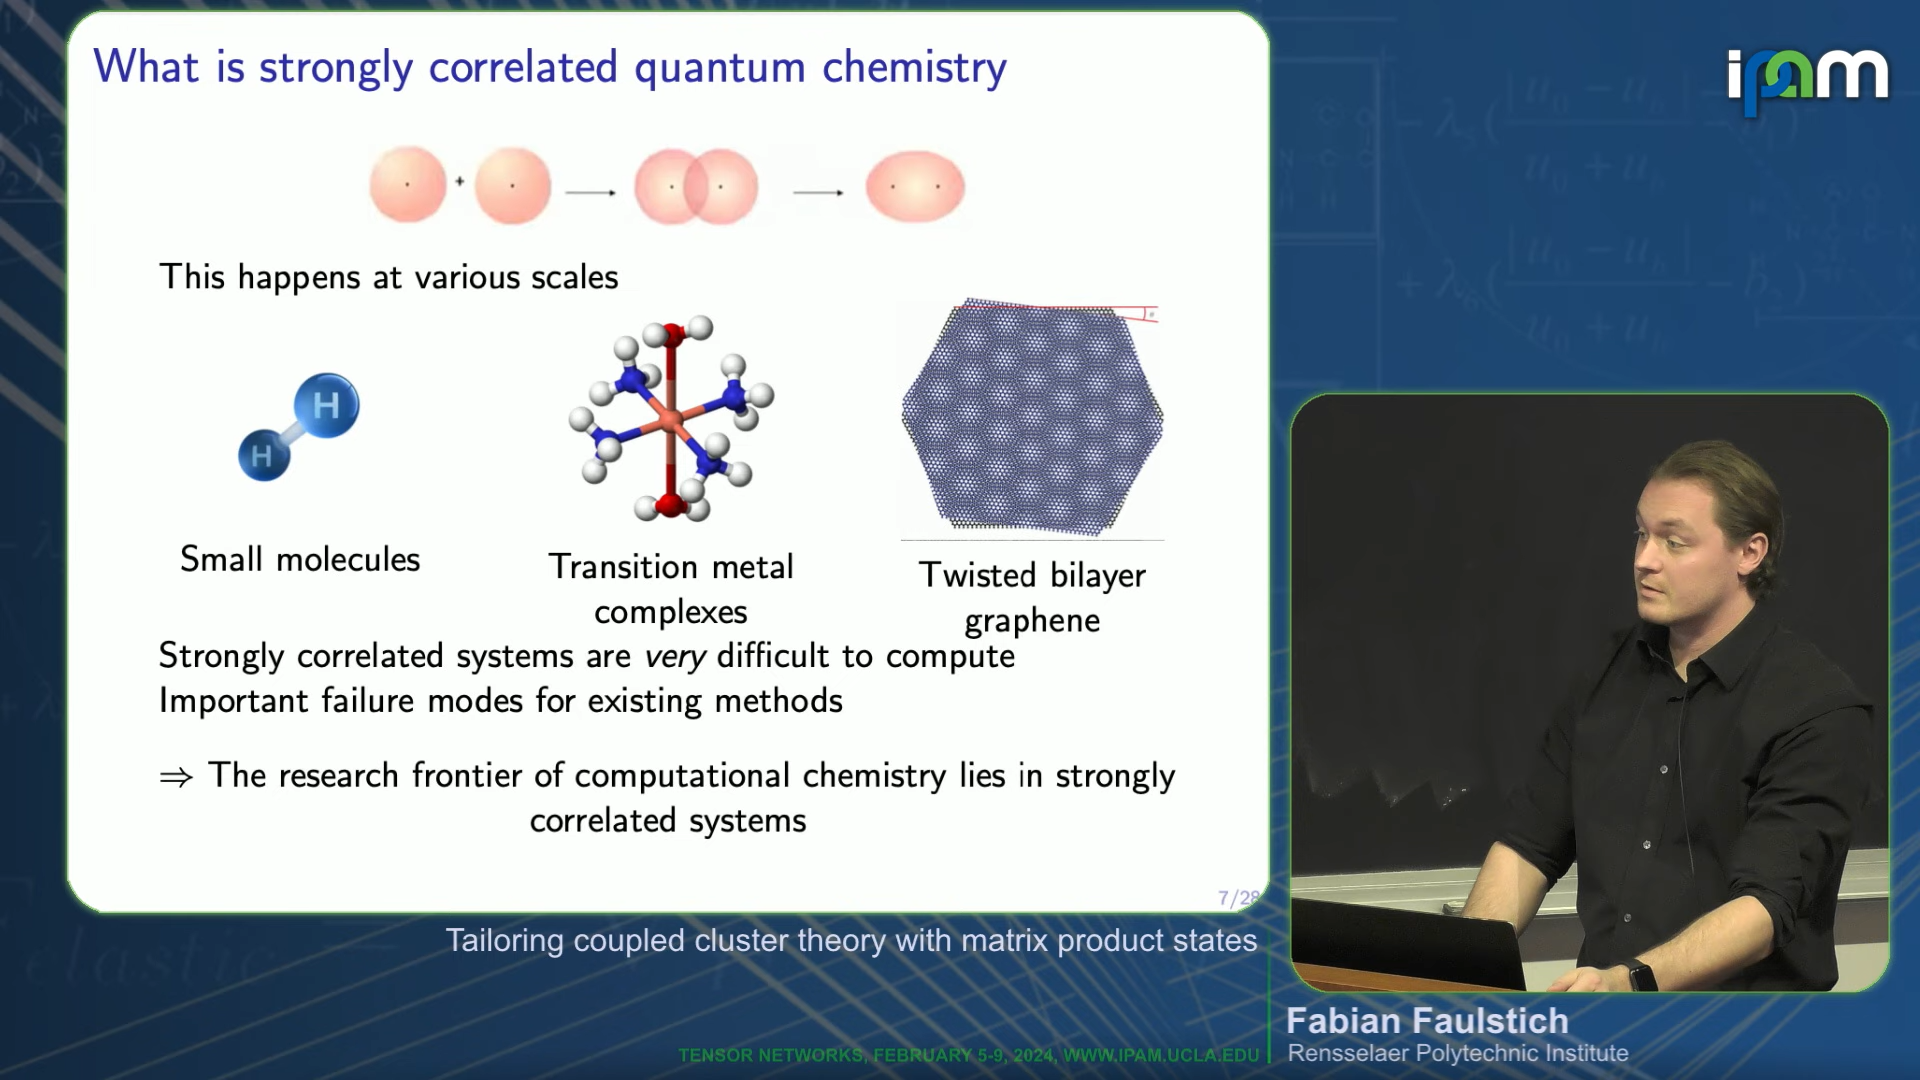 What is strongly correlated quantum chemistry
+
This happens at various scales
H
H
Small molecules
Transition metal
complexes
Twisted bilayer
graphene
Strongly correlated systems are very difficult to compute
Important failure modes for existing methods
⇒ The research frontier of computational chemistry lies in strongly
correlated systems
7/28
ipam
Tailoring coupled cluster theory with matrix product states
TENSOR NETWORKS, FEBRUARY 5-9, 2024, WWW.IPAM.UCLA.EDU
Fabian Faulstich
Rensselaer Polytechnic Institute